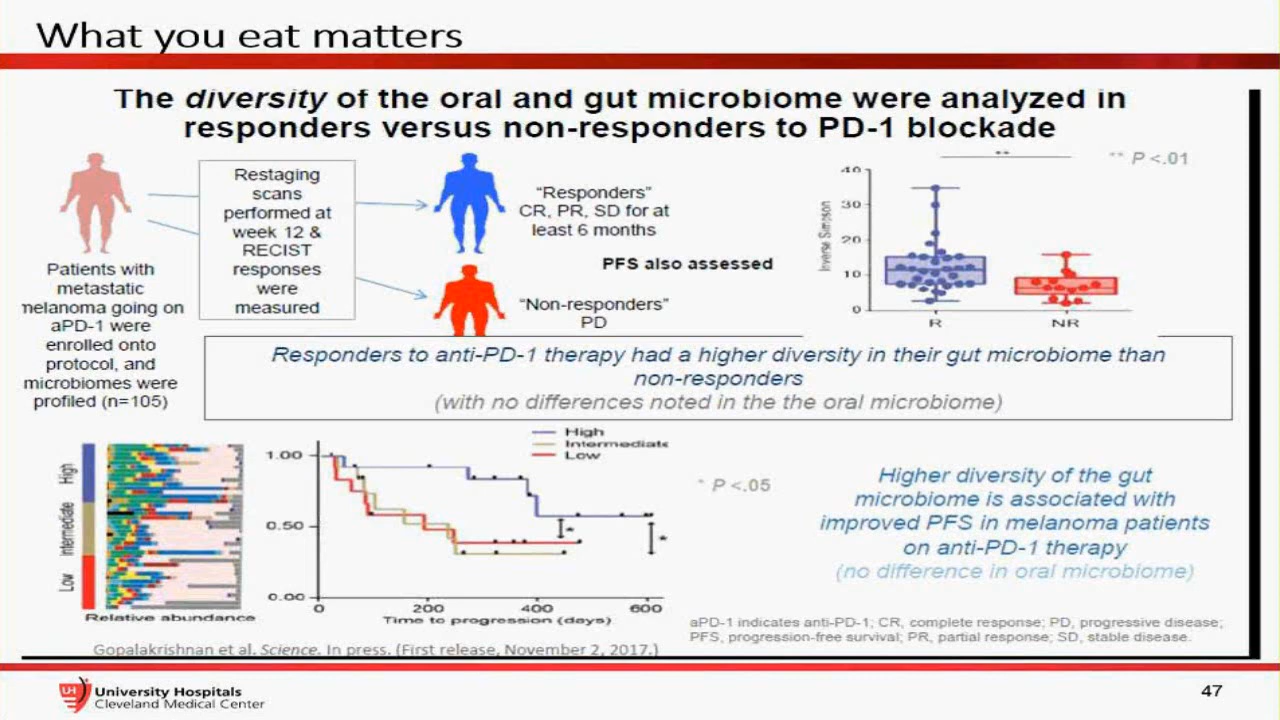 What you eat matters
The diversity of the oral and gut microbiome were analyzed in
responders versus non-responders to PD-1 blockade
Patients with
metastatic
melanoma going on
aPD-1 were
enrolled onto
protocol, and
microbiomes were
profiled (n=105)
Restaging
scans
performed at
week 12 &
RECIST
responses
were
measured
“Responders”
CR, PR, SD for at
least 6 months
PFS also assessed
“Non-responders”
PD
**
** P <.01
Inverse Simpson
40
30
20
10
0
R
NR
Responders to anti-PD-1 therapy had a higher diversity in their gut microbiome than
non-responders
(with no differences noted in the the oral microbiome)
High
Intermediate
Low
Relative abundance
High
Intermediate
Low
1.00
0.50
0.00
0
200
400
600
Time to progression (days)
*
*
* P <.05
Higher diversity of the gut
microbiome is associated with
improved PFS in melanoma patients
on anti-PD-1 therapy
(no difference in oral microbiome)
aPD-1 indicates anti-PD-1; CR, complete response; PD, progressive disease;
PFS, progression-free survival; PR, partial response; SD, stable disease.
Gopalakrishnan et al. Science. In press. (First release, November 2, 2017.)
UH
University Hospitals
Cleveland Medical Center
47